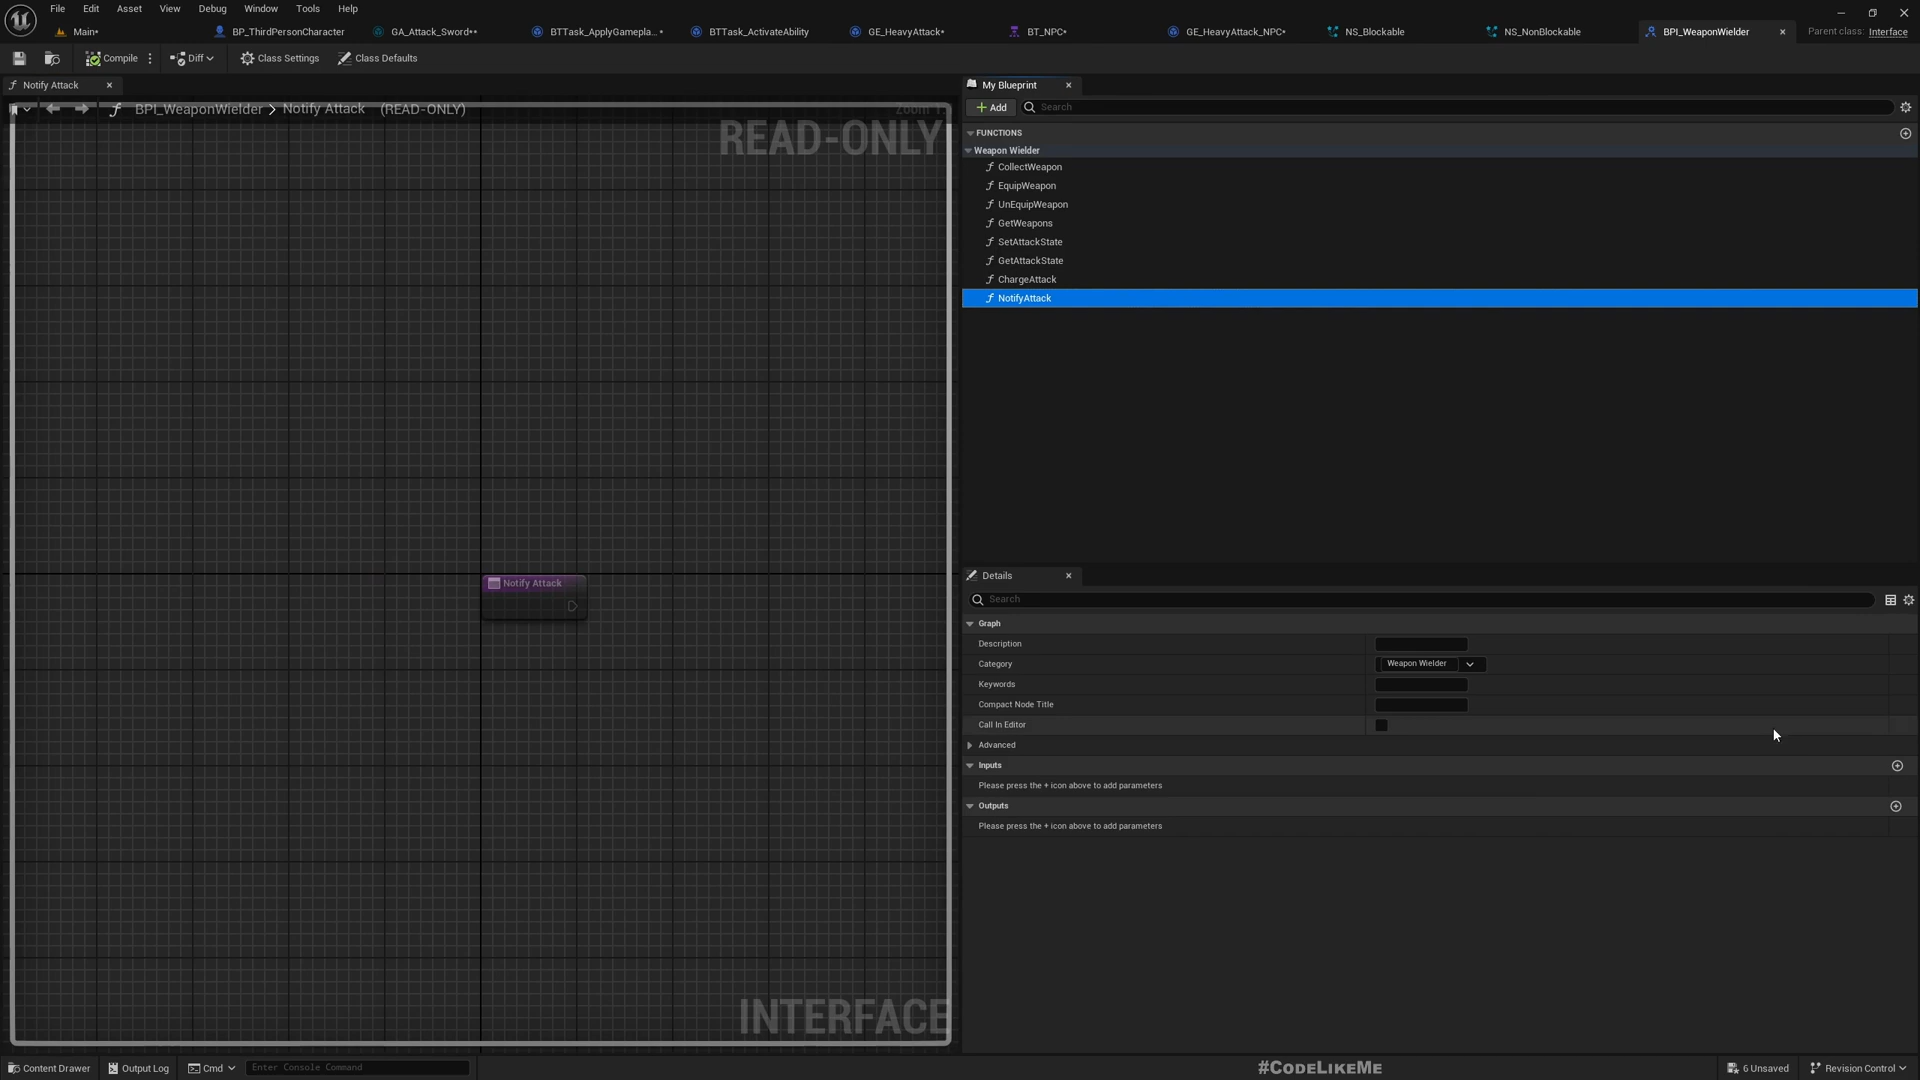 File Edit Asset View Debug Window Tools Help
Main* BP_ThirdPersonCharacter GA_Attack_Sword•* BTTask_ApplyGamepla...* BTTask_ActivateAbility GE_HeavyAttack* BT_NPC* GE_HeavyAttack_NPC* NS_Blockable NS_NonBlockable BPI_WeaponWielder Parent class: Interface
Compile Diff Class Settings Class Defaults
Notify Attack
BPI_WeaponWielder > Notify Attack (READ-ONLY)
READ-ONLY
Notify Attack
INTERFACE
My Blueprint
+ Add Search
FUNCTIONS
Weapon Wielder
CollectWeapon
EquipWeapon
UnEquipWeapon
GetWeapons
SetAttackState
GetAttackState
ChargeAttack
NotifyAttack
Details
Search
Graph
Description
Category Weapon Wielder
Keywords
Compact Node Title
Call In Editor
Advanced
Inputs
Please press the + icon above to add parameters
Outputs
Please press the + icon above to add parameters
Content Drawer Output Log Cmd Enter Console Command #CODELIKEME 6 Unsaved Revision Control